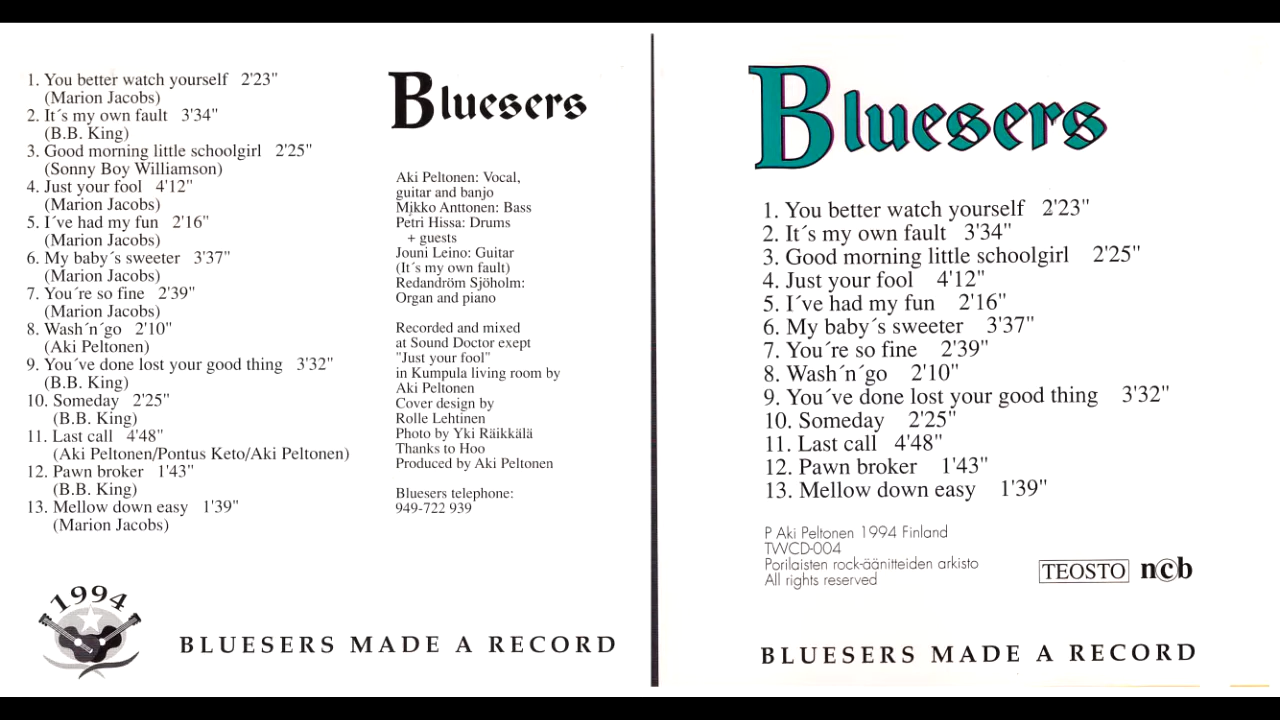 1. You better watch yourself 2'23"
(Marion Jacobs)
2. It´s my own fault 3'34"
(B.B. King)
3. Good morning little schoolgirl 2'25"
(Sonny Boy Williamson)
4. Just your fool 4'12"
(Marion Jacobs)
5. I´ve had my fun 2'16"
(Marion Jacobs)
6. My baby´s sweeter 3'37"
(Marion Jacobs)
7. You´re so fine 2'39"
(Marion Jacobs)
8. Wash´n´go 2'10"
(Aki Peltonen)
9. You´ve done lost your good thing 3'32"
(B.B. King)
10. Someday 2'25"
(B.B. King)
11. Last call 4'48"
(Aki Peltonen/Pontus Keto/Aki Peltonen)
12. Pawn broker 1'43"
(B.B. King)
13. Mellow down easy 1'39"
(Marion Jacobs)
1994
Bluesers
Aki Peltonen: Vocal,
guitar and banjo
Mikko Anttonen: Bass
Petri Hissa: Drums
+ guests
Jouni Leino: Guitar
(It´s my own fault)
Redandröm Sjöholm:
Organ and piano
Recorded and mixed
at Sound Doctor exept
"Just your fool"
in Kumpula living room by
Aki Peltonen
Cover design by
Rolle Lehtinen
Photo by Yki Räikkälä
Thanks to Hoo
Produced by Aki Peltonen
Bluesers telephone:
949-722 939
BLUESERS MADE A RECORD
Bluesers
1. You better watch yourself 2'23"
2. It´s my own fault 3'34"
3. Good morning little schoolgirl 2'25"
4. Just your fool 4'12"
5. I´ve had my fun 2'16"
6. My baby´s sweeter 3'37"
7. You´re so fine 2'39"
8. Wash´n´go 2'10"
9. You´ve done lost your good thing 3'32"
10. Someday 2'25"
11. Last call 4'48"
12. Pawn broker 1'43"
13. Mellow down easy 1'39"
P Aki Peltonen 1994 Finland
TWCD-004
Porilaisten rock-äänitteiden arkisto
All rights reserved
TEOSTO ncb
BLUESERS MADE A RECORD